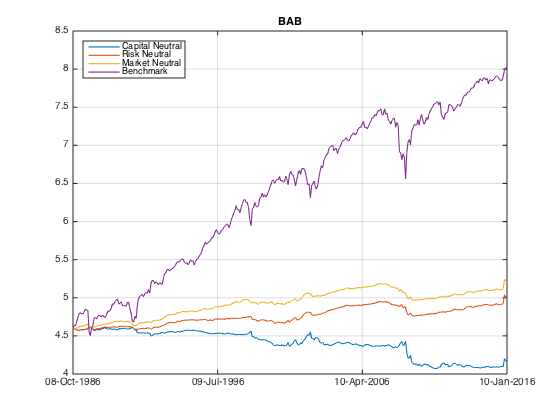 BAB
8.5
8
7.5
7
6.5
6
5.5
5
4.5
4
Capital Neutral
Risk Neutral
Market Neutral
Benchmark
08-Oct-1986 09-Jul-1996 10-Apr-2006 10-Jan-2016